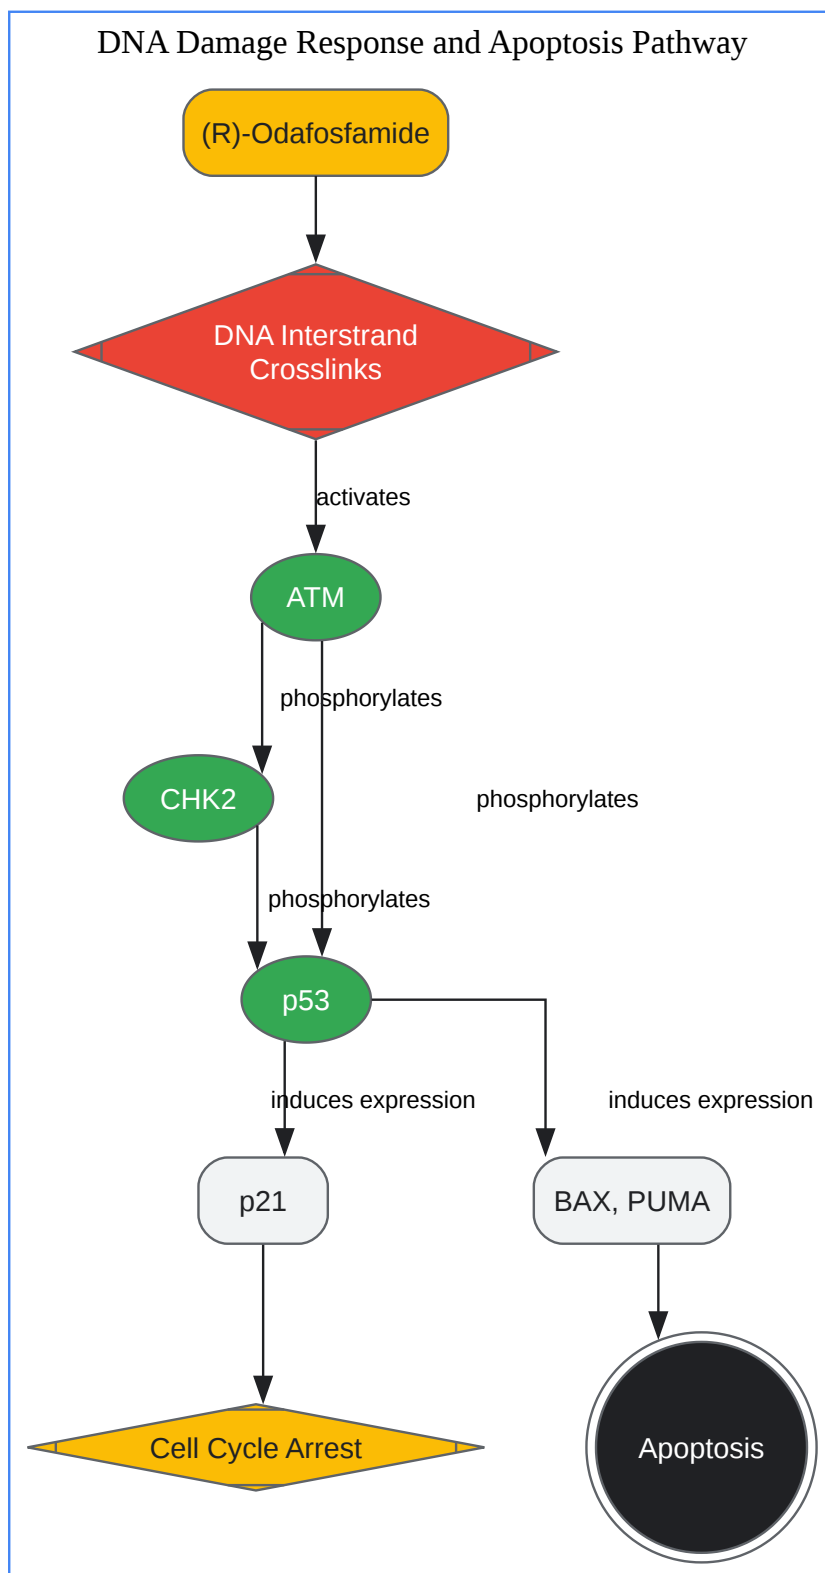 DNA Damage Response and Apoptosis Pathway
(R)-Odafosfamide
DNA Interstrand
Crosslinks
activates
ATM
phosphorylates
CHK2
phosphorylates
phosphorylates
p53
induces expression
induces expression
p21
BAX, PUMA
Cell Cycle Arrest
Apoptosis